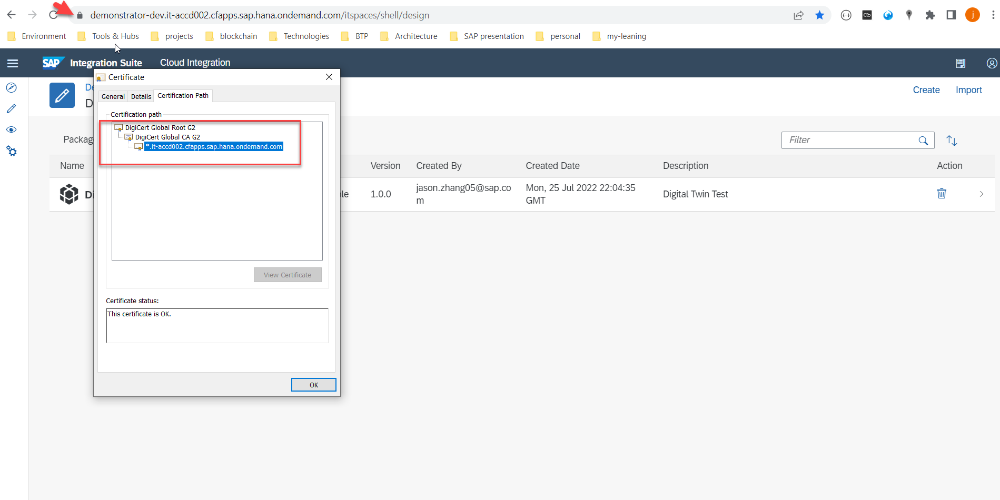 demonstrator-dev.it-accd002.cfapps.sap.hana.ondemand.com/itspaces/shell/design
Cb
j
Environment Tools & Hubs projects blockchain Technologies BTP Architecture SAP presentation personal my-leaning
SAP Integration Suite Cloud Integration
Certificate
De
D
Create Import
General Details Certification Path
Certification path
DigiCert Global Root G2
DigiCert Global CA G2
*.it-accd002.cfapps.sap.hana.ondemand.com
Packag
Filter
Name Version Created By Created Date Description Action
Di ble 1.0.0 jason.zhang05@sap.co Mon, 25 Jul 2022 22:04:35 Digital Twin Test
m GMT
View Certificate
Certificate status:
This certificate is OK.
OK